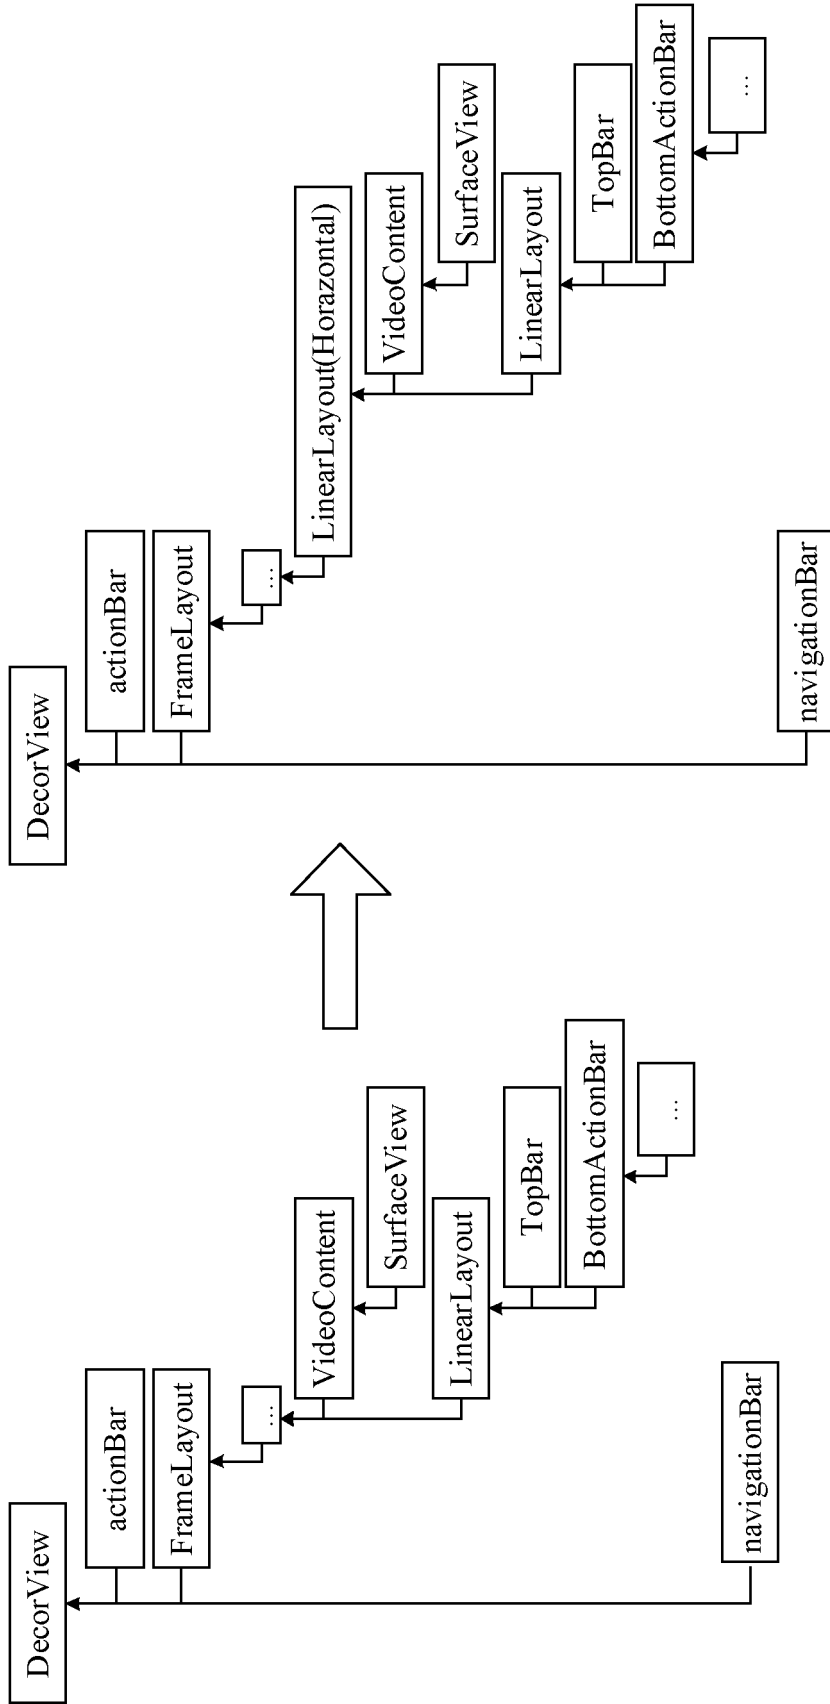 DecorView
actionBar
FrameLayout
...
VideoContent
SurfaceView
LinearLayout
TopBar
BottomActionBar
...
navigationBar
DecorView
actionBar
FrameLayout
...
LinearLayout(Horazontal)
VideoContent
SurfaceView
LinearLayout
TopBar
BottomActionBar
...
navigationBar